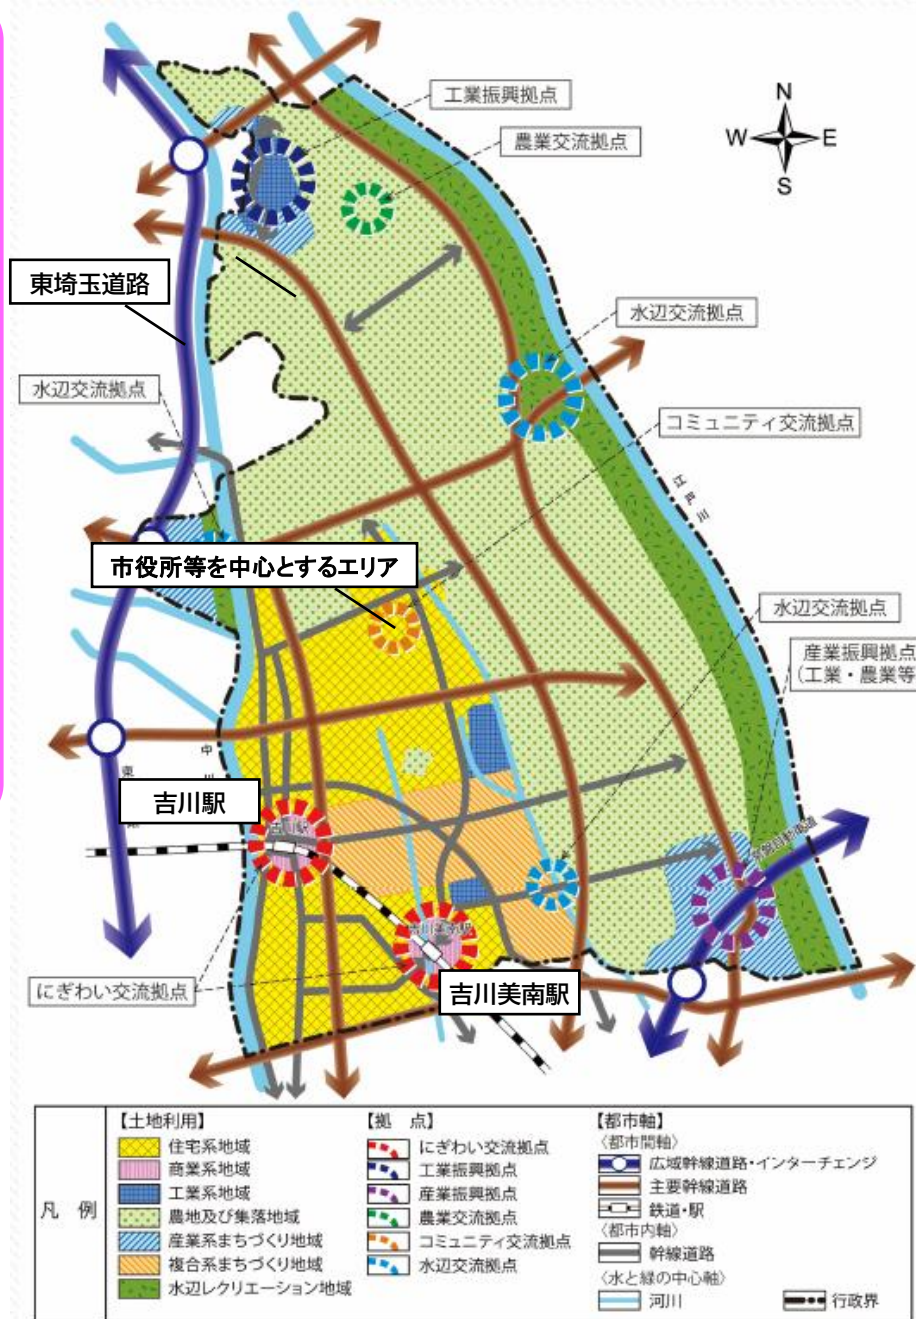 工業振興拠点
農業交流拠点
N
W
E
S
東埼玉道路
水辺交流拠点
水辺交流拠点
コミュニティ交流拠点
江戸川
市役所等を中心とするエリア
水辺交流拠点
産業振興拠点
(工業・農業等
中川
東
路
吉川駅
吉川駅
常磐自動車道
吉川美南駅
にぎわい交流拠点
吉川美南駅
凡 例
【土地利用】
住宅系地域
商業系地域
工業系地域
農地及び集落地域
産業系まちづくり地域
複合系まちづくり地域
水辺レクリエーション地域
【拠 点】
にぎわい交流拠点
工業振興拠点
産業振興拠点
農業交流拠点
コミュニティ交流拠点
水辺交流拠点
【都市軸】
〈都市間軸〉
広域幹線道路・インターチェンジ
主要幹線道路
鉄道・駅
〈都市内軸〉
幹線道路
〈水と緑の中心軸〉
河川
行政界